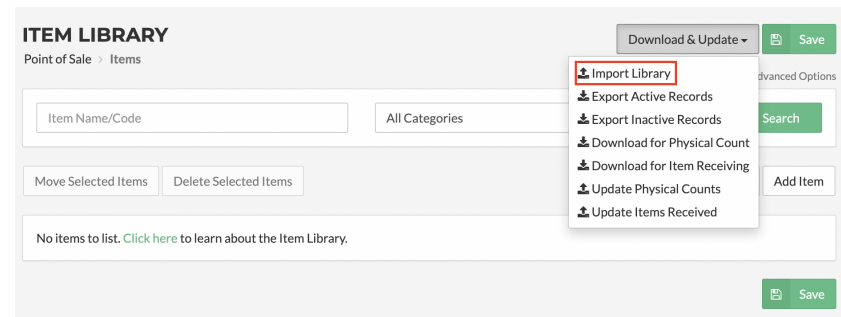 ITEM LIBRARY
Download & Update
Save
Point of Sale > Items
Import Library
dvanced Options
Export Active Records
Item Name/Code
All Categories
Export Inactive Records
Search
Download for Physical Count
Download for Item Receiving
Move Selected Items
Delete Selected Items
Add Item
Update Physical Counts
Update Items Received
No items to list. Click here to learn about the Item Library.
Save